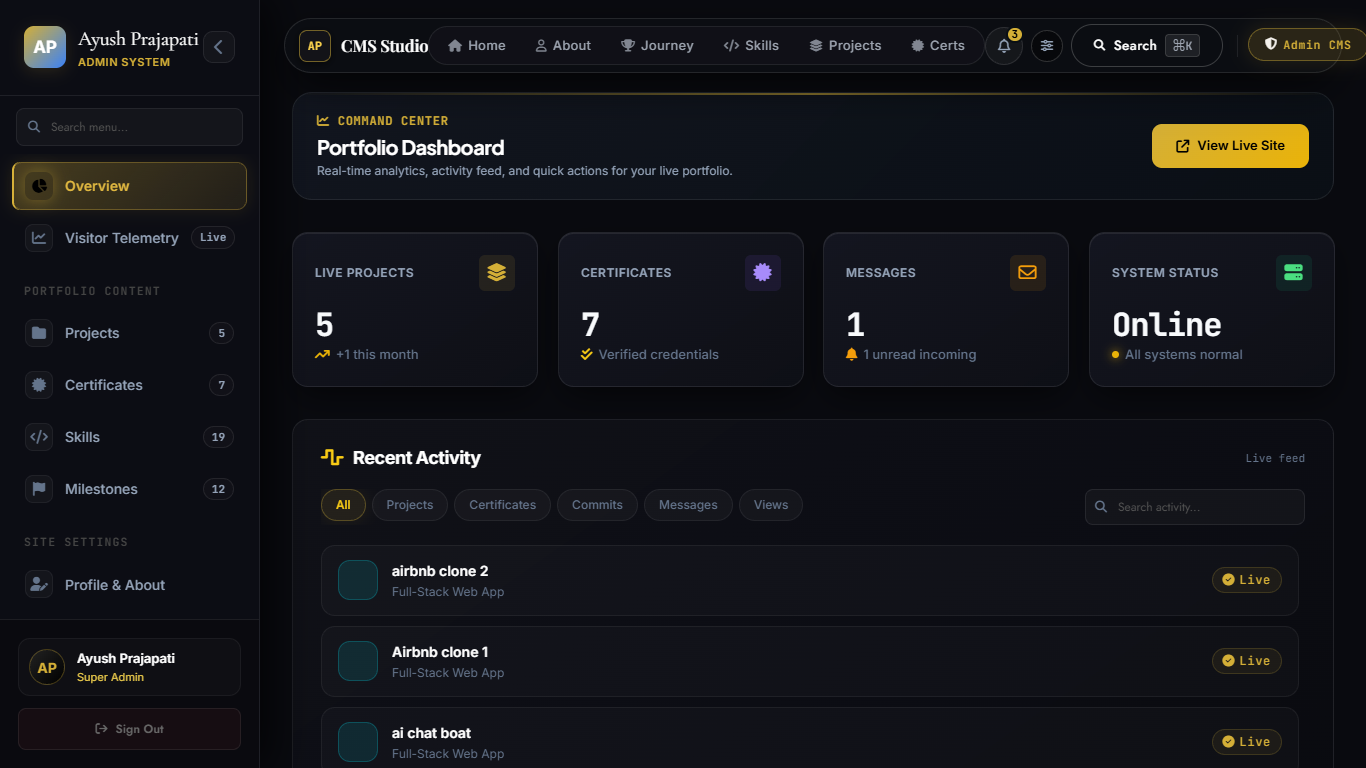 AP
Ayush Prajapati
ADMIN SYSTEM
Search menu...
Overview
Visitor Telemetry
Live
PORTFOLIO CONTENT
Projects
5
Certificates
7
Skills
19
Milestones
12
SITE SETTINGS
Profile & About
AP
Ayush Prajapati
Super Admin
Sign Out
AP
CMS Studio
Home
About
Journey
Skills
Projects
Certs
3
Search
⌘K
Admin CMS
COMMAND CENTER
Portfolio Dashboard
Real-time analytics, activity feed, and quick actions for your live portfolio.
View Live Site
LIVE PROJECTS
5
+1 this month
CERTIFICATES
7
Verified credentials
MESSAGES
1
1 unread incoming
SYSTEM STATUS
Online
All systems normal
Recent Activity
Live feed
All
Projects
Certificates
Commits
Messages
Views
Search activity...
airbnb clone 2
Full-Stack Web App
Live
Airbnb clone 1
Full-Stack Web App
Live
ai chat boat
Full-Stack Web App
Live